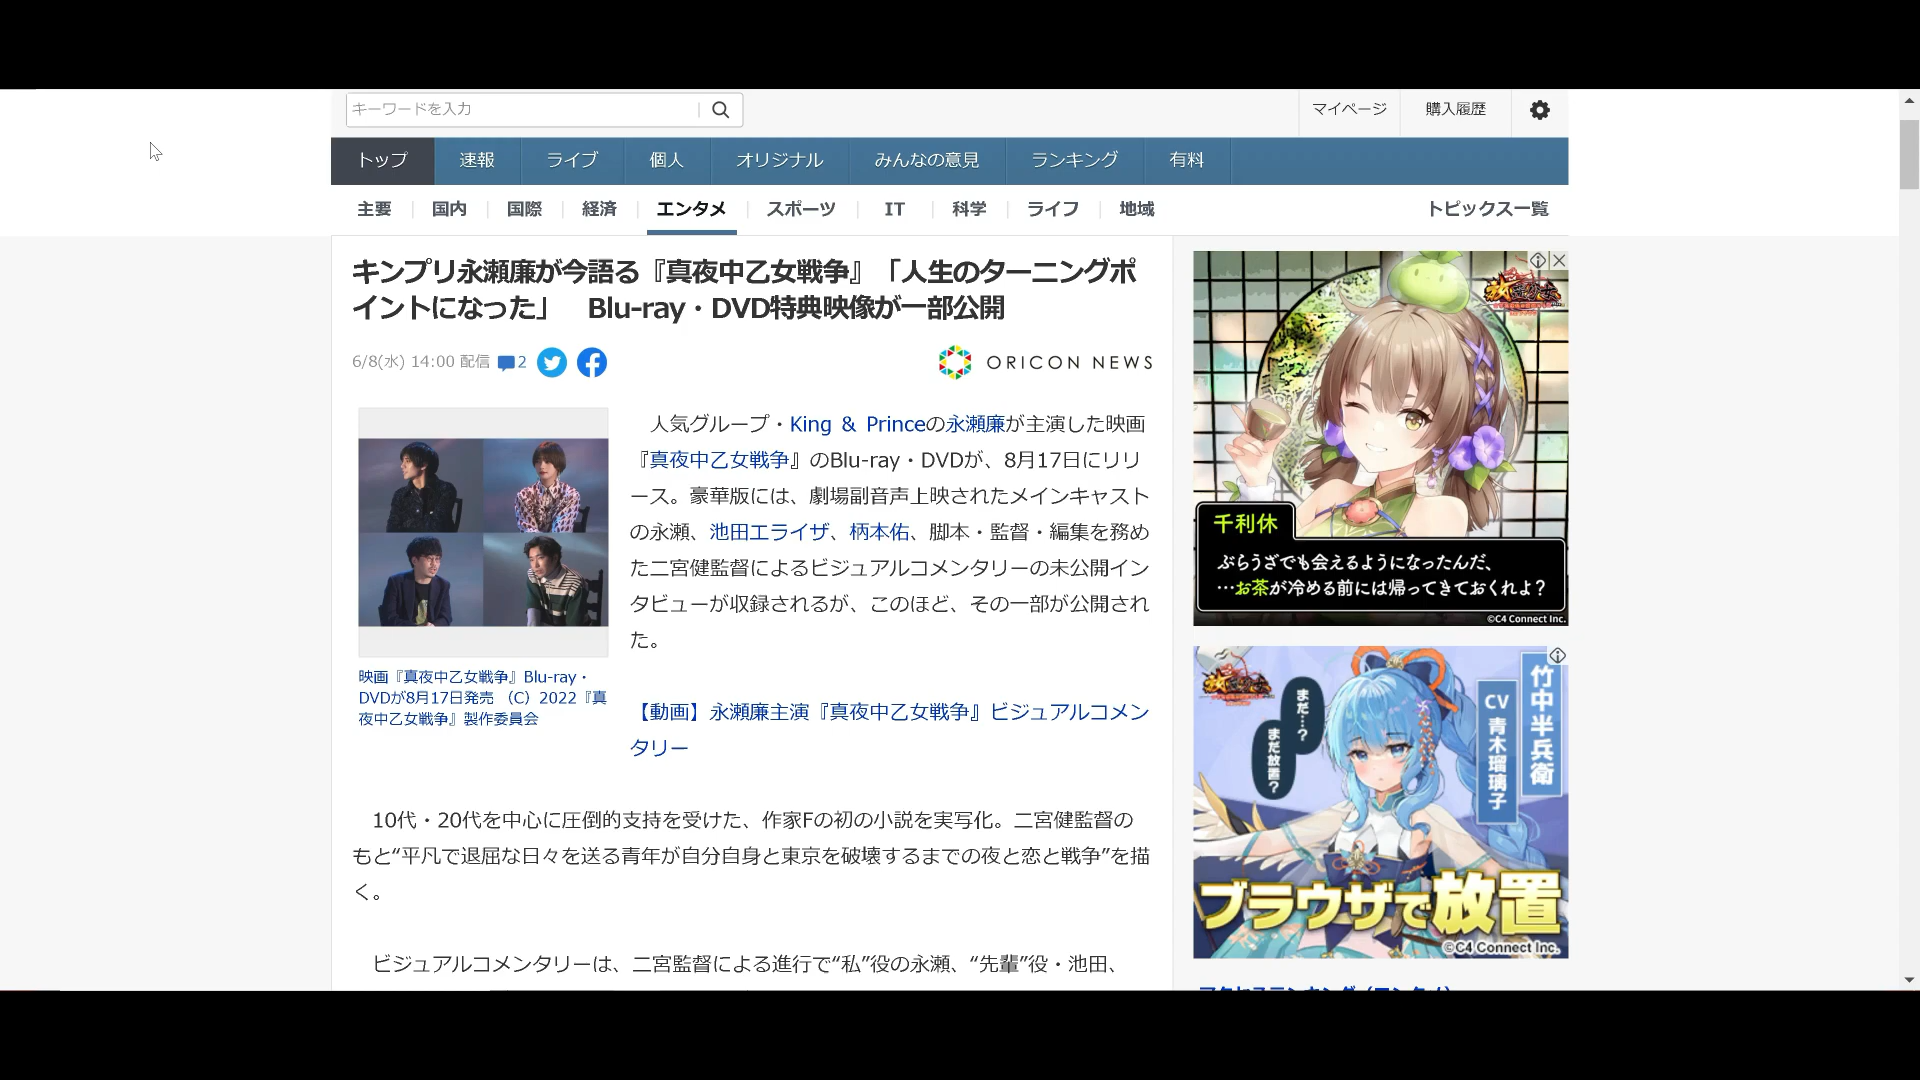 キーワードを入力
マイページ
購入履歴
トップ
速報
ライブ
個人
オリジナル
みんなの意見
ランキング
有料
主要
国内
国際
経済
エンタメ
スポーツ
IT
科学
ライフ
地域
トピックス一覧
キンプリ永瀬廉が今語る『真夜中乙女戦争』「人生のターニングポ
イントになった」　Blu-ray・DVD特典映像が一部公開
6/8(水) 14:00 配信
2
ORICON NEWS
人気グループ・King ＆ Princeの永瀬廉が主演した映画
『真夜中乙女戦争』のBlu-ray・DVDが、8月17日にリリ
ース。豪華版には、劇場副音声上映されたメインキャスト
の永瀬、池田エライザ、柄本佑、脚本・監督・編集を務め
た二宮健監督によるビジュアルコメンタリーの未公開イン
タビューが収録されるが、このほど、その一部が公開され
た。
映画『真夜中乙女戦争』Blu-ray・
DVDが8月17日発売 （C）2022『真
夜中乙女戦争』製作委員会
【動画】永瀬廉主演『真夜中乙女戦争』ビジュアルコメン
タリー
10代・20代を中心に圧倒的支持を受けた、作家Fの初の小説を実写化。二宮健監督の
もと“平凡で退屈な日々を送る青年が自分自身と東京を破壊するまでの夜と恋と戦争”を描
く。
ビジュアルコメンタリーは、二宮監督による進行で“私”役の永瀬、“先輩”役・池田、
千利休
ぶらうざでも会えるようになったんだ、
…お茶が冷める前には帰ってきておくれよ？
©C4 Connect Inc.
竹中半兵衛
CV 青木瑠璃子
まだ…？
まだ放置？
ブラウザで放置
©C4 Connect Inc.
アクセスランキング（エンタメ）